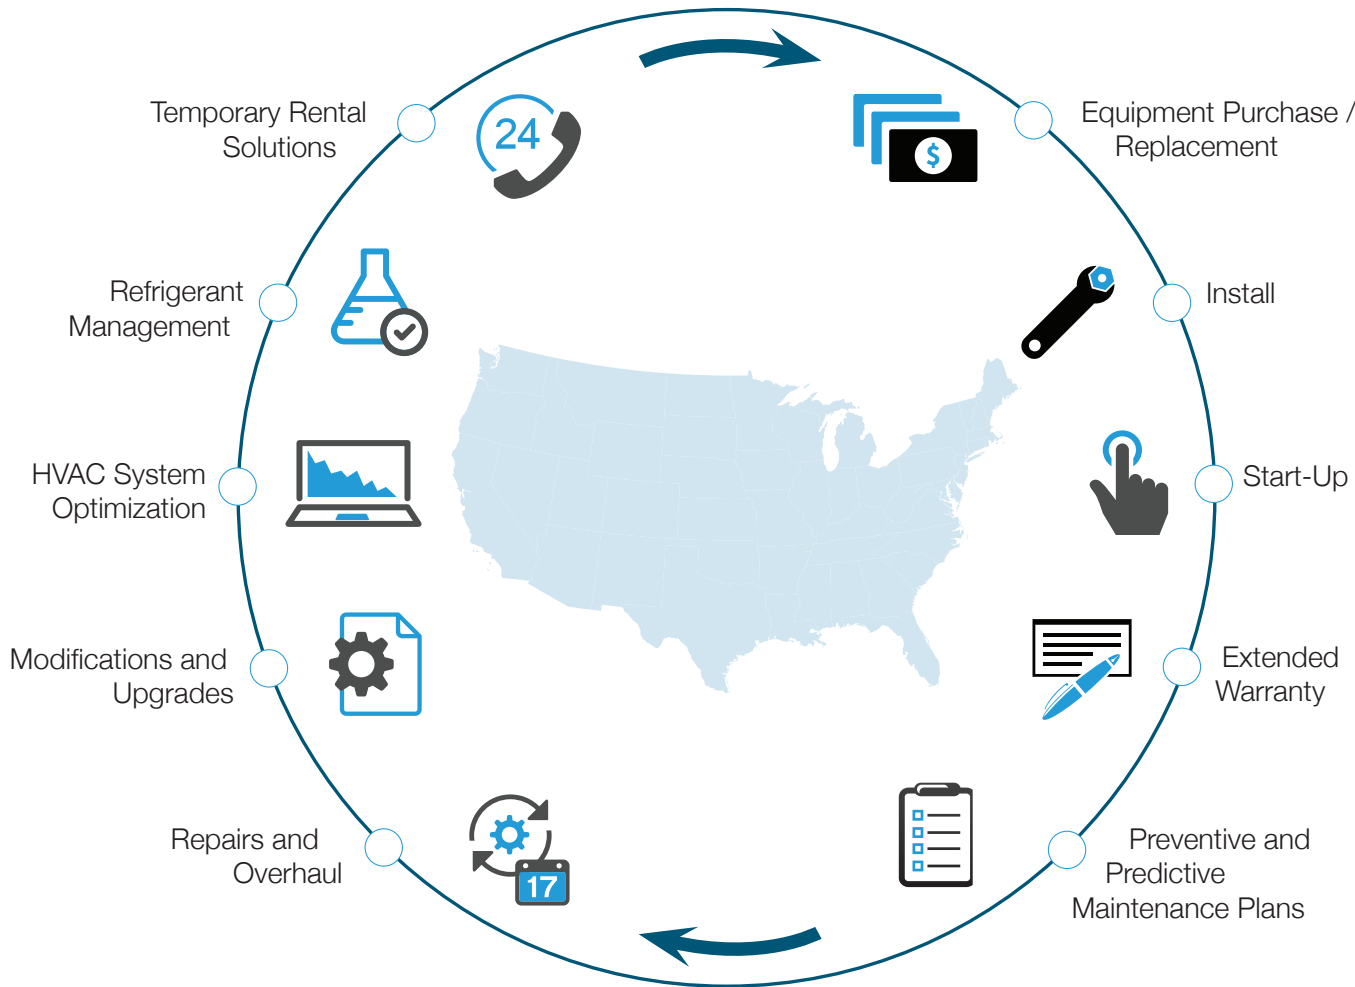 Temporary Rental
Solutions
24
$
Equipment Purchase /
Replacement
Refrigerant
Management
Install
HVAC System
Optimization
Start-Up
Modifications and
Upgrades
Extended
Warranty
Repairs and
Overhaul
17
Preventive and
Predictive
Maintenance Plans